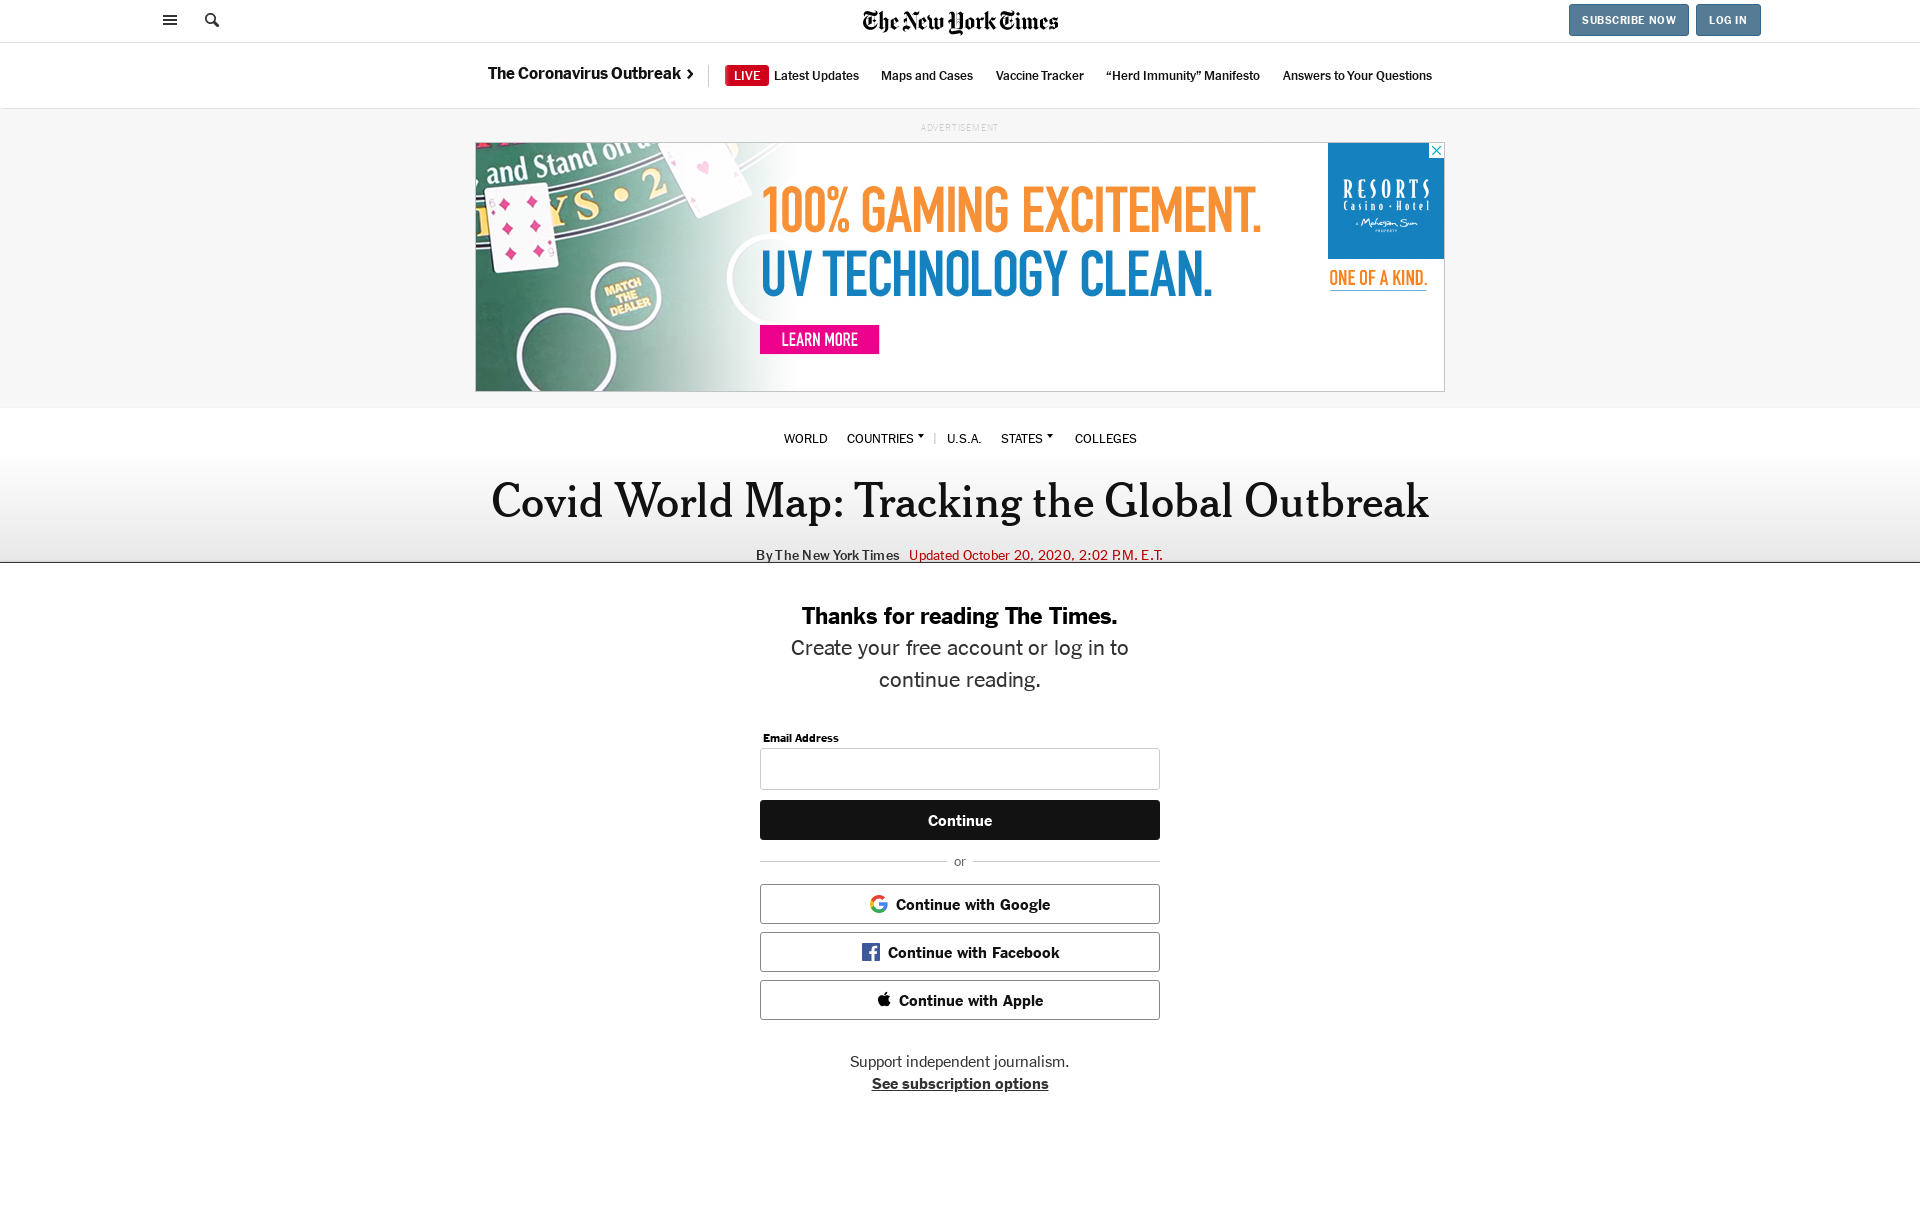 The New York Times
SUBSCRIBE NOW
LOG IN
The Coronavirus Outbreak
LIVE Latest Updates
Maps and Cases
Vaccine Tracker
“Herd Immunity” Manifesto
Answers to Your Questions
ADVERTISEMENT
and Stand on a
YS • 2
6
6
MATCH
THE
DEALER
100% GAMING EXCITEMENT.
UV TECHNOLOGY CLEAN.
LEARN MORE
RESORTS
Casino • Hotel
a Mohegan Sun
PROPERTY
ONE OF A KIND.
WORLD
COUNTRIES
U.S.A.
STATES
COLLEGES
Covid World Map: Tracking the Global Outbreak
By The New York Times Updated October 20, 2020, 2:02 P.M. E.T.
Thanks for reading The Times.
Create your free account or log in to
continue reading.
Email Address
Continue
or
Continue with Google
Continue with Facebook
Continue with Apple
Support independent journalism.
See subscription options